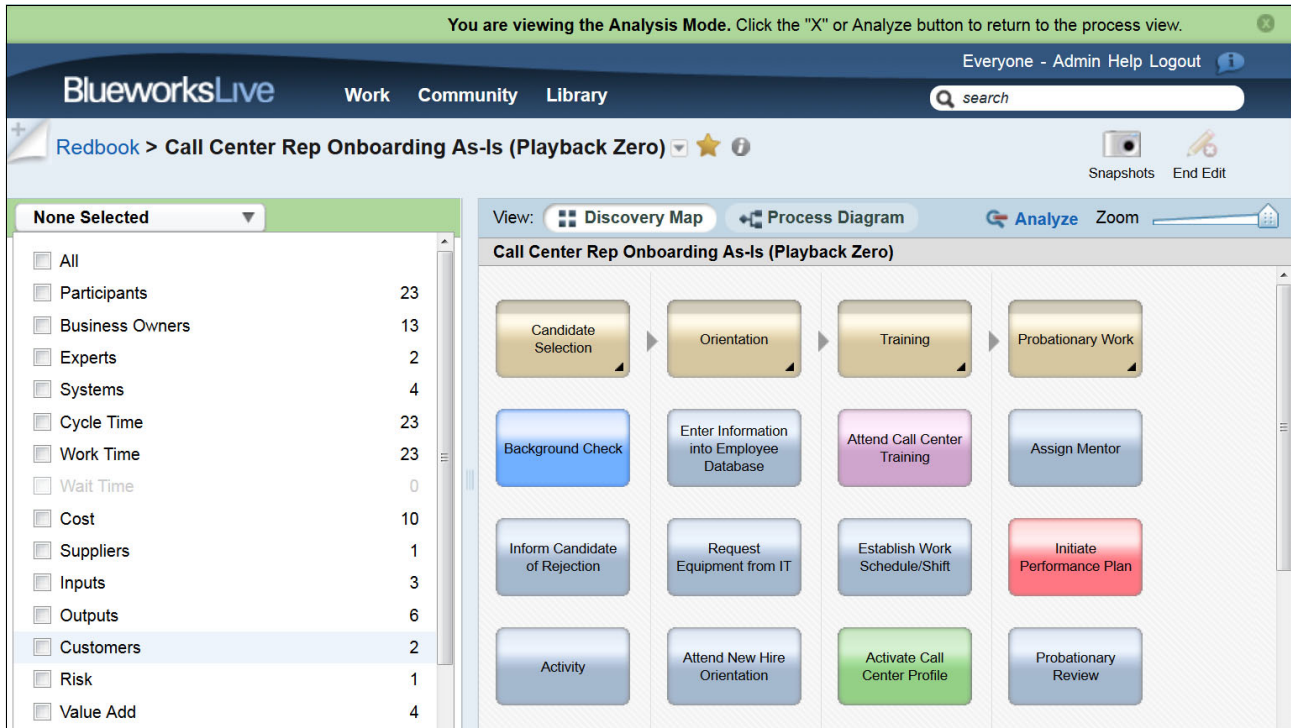 You are viewing the Analysis Mode. Click the "X" or Analyze button to return to the process view.
Everyone - Admin Help Logout
BlueworksLive
Work Community Library
search
Redbook > Call Center Rep Onboarding As-Is (Playback Zero)
Snapshots End Edit
None Selected
All
Participants 23
Business Owners 13
Experts 2
Systems 4
Cycle Time 23
Work Time 23
Wait Time 0
Cost 10
Suppliers 1
Inputs 3
Outputs 6
Customers 2
Risk 1
Value Add 4
View: Discovery Map Process Diagram Analyze Zoom
Call Center Rep Onboarding As-Is (Playback Zero)
Candidate
Selection
Orientation
Training
Probationary Work
Background Check
Enter Information
into Employee
Database
Attend Call Center
Training
Assign Mentor
Inform Candidate
of Rejection
Request
Equipment from IT
Establish Work
Schedule/Shift
Initiate
Performance Plan
Activity
Attend New Hire
Orientation
Activate Call
Center Profile
Probationary
Review